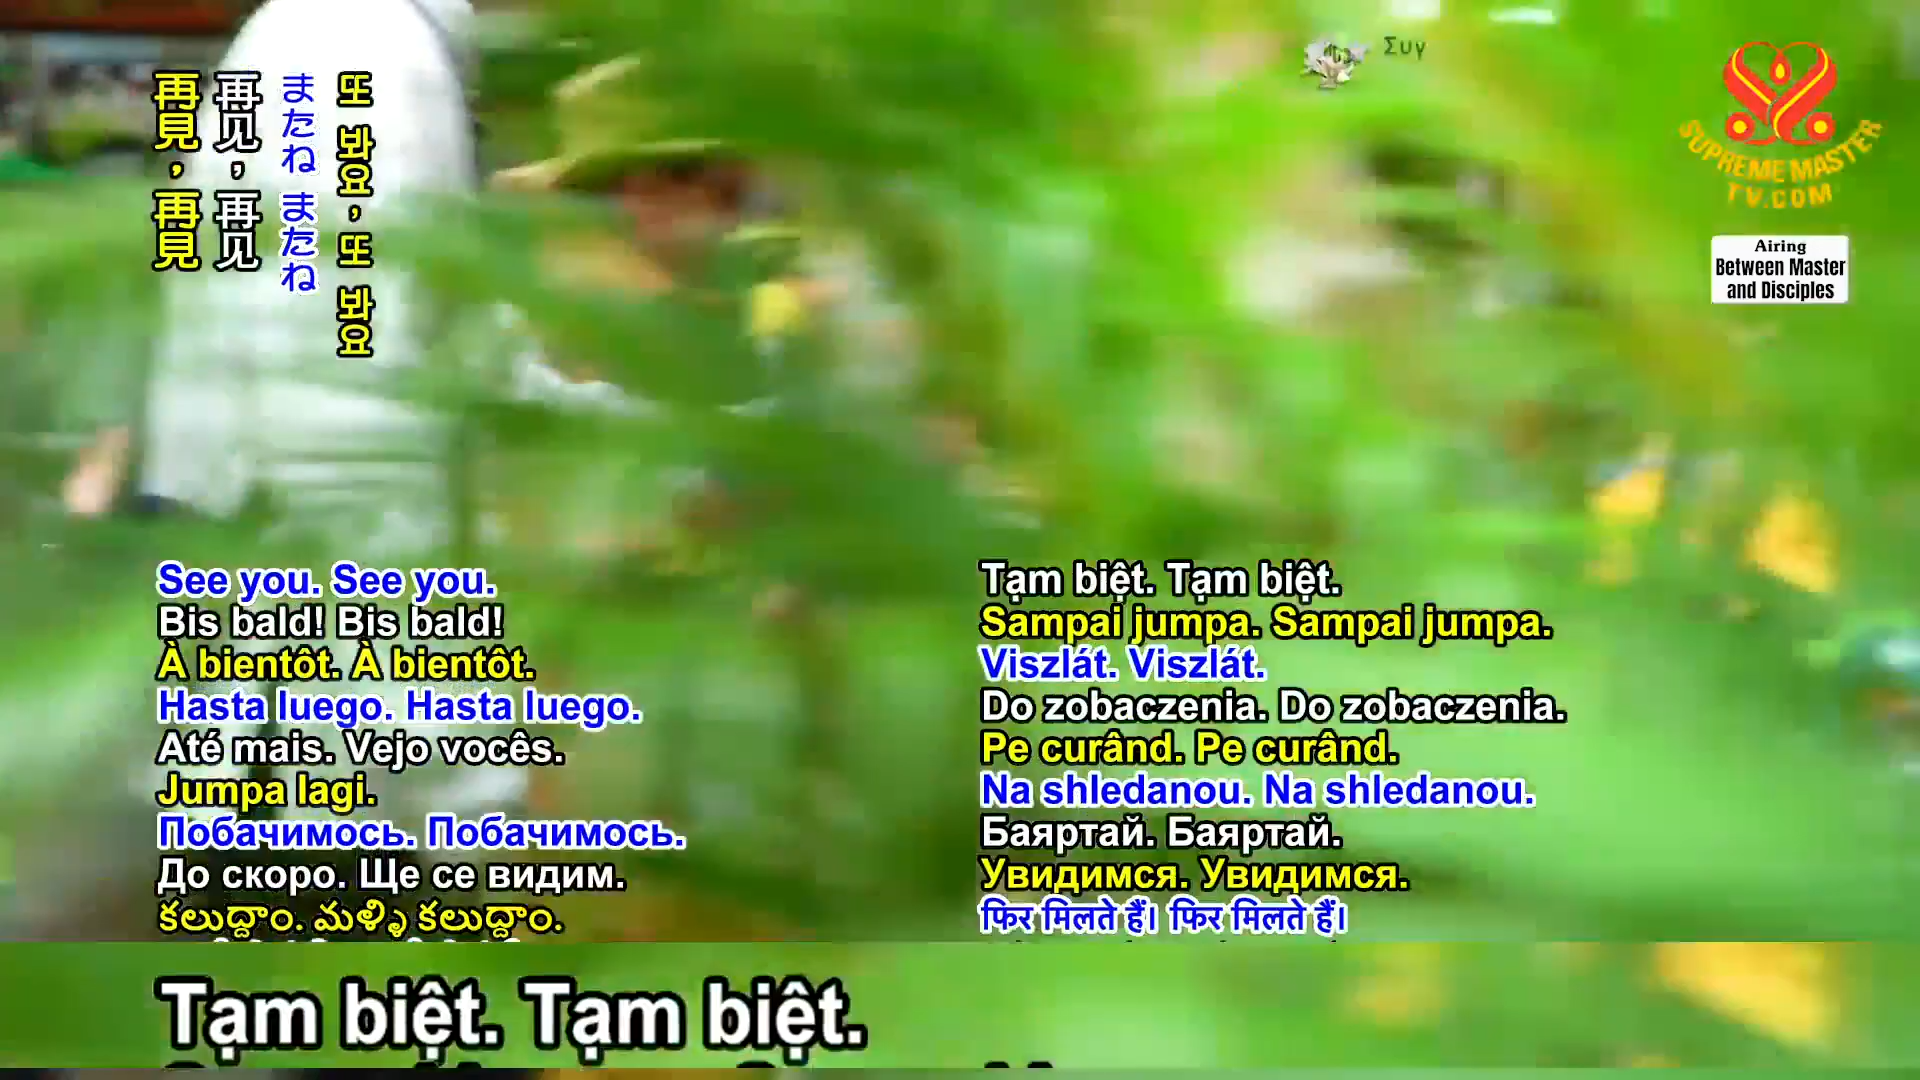 再見，再見
再见，再见
またね またね
또 봐요, 또 봐요
Συγ
SUPREME MASTER
TV.COM
Airing
Between Master
and Disciples
See you. See you.
Bis bald! Bis bald!
À bientôt. À bientôt.
Hasta luego. Hasta luego.
Até mais. Vejo vocês.
Jumpa lagi.
Побачимось. Побачимось.
До скоро. Ще се видим.
కలుద్దాం. మళ్ళి కలుద్దాం.
Tạm biệt. Tạm biệt.
Sampai jumpa. Sampai jumpa.
Viszlát. Viszlát.
Do zobaczenia. Do zobaczenia.
Pe curând. Pe curând.
Na shledanou. Na shledanou.
Баяртай. Баяртай.
Увидимся. Увидимся.
फिर मिलते हैं। फिर मिलते हैं।
Tạm biệt. Tạm biệt.